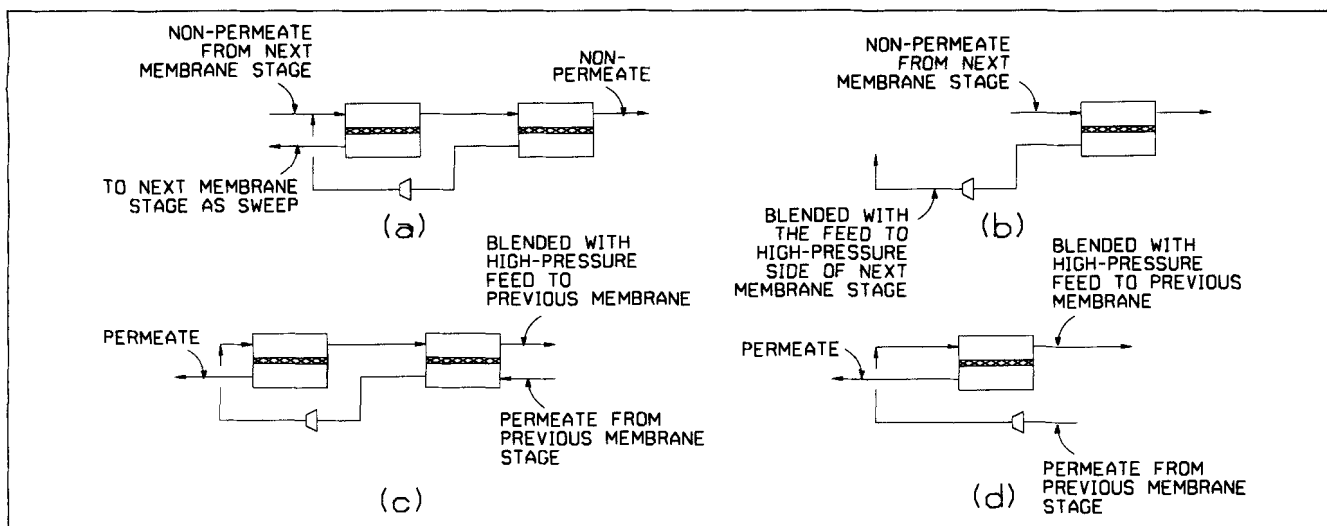 NON-PERMEATE
FROM NEXT
MEMBRANE STAGE
NON-
PERMEATE
TO NEXT MEMBRANE
STAGE AS SWEEP
(a)
NON-PERMEATE
FROM NEXT
MEMBRANE STAGE
BLENDED WITH
THE FEED TO
HIGH-PRESSURE
SIDE OF NEXT
MEMBRANE STAGE
(b)
BLENDED WITH
HIGH-PRESSURE
FEED TO
PREVIOUS MEMBRANE
PERMEATE
PERMEATE FROM
PREVIOUS MEMBRANE
STAGE
(c)
BLENDED WITH
HIGH-PRESSURE
FEED TO PREVIOUS
MEMBRANE
PERMEATE
PERMEATE FROM
PREVIOUS MEMBRANE
STAGE
(d)